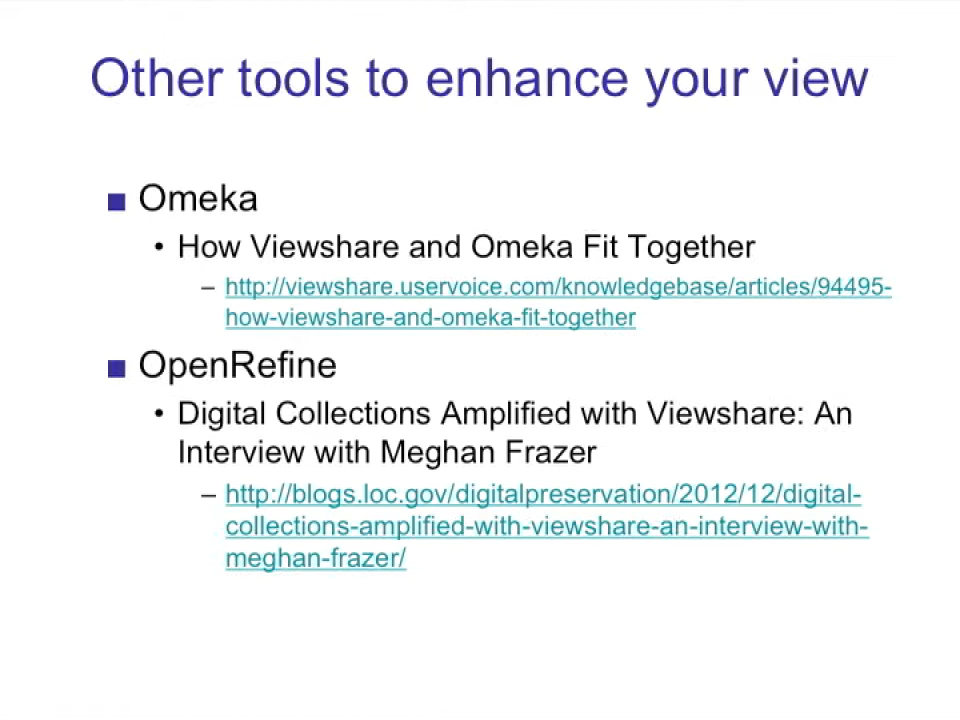 Other tools to enhance your view
■ Omeka
• How Viewshare and Omeka Fit Together
– http://viewshare.uservoice.com/knowledgebase/articles/94495-
how-viewshare-and-omeka-fit-together
■ OpenRefine
• Digital Collections Amplified with Viewshare: An
Interview with Meghan Frazer
– http://blogs.loc.gov/digitalpreservation/2012/12/digital-
collections-amplified-with-viewshare-an-interview-with-
meghan-frazer/